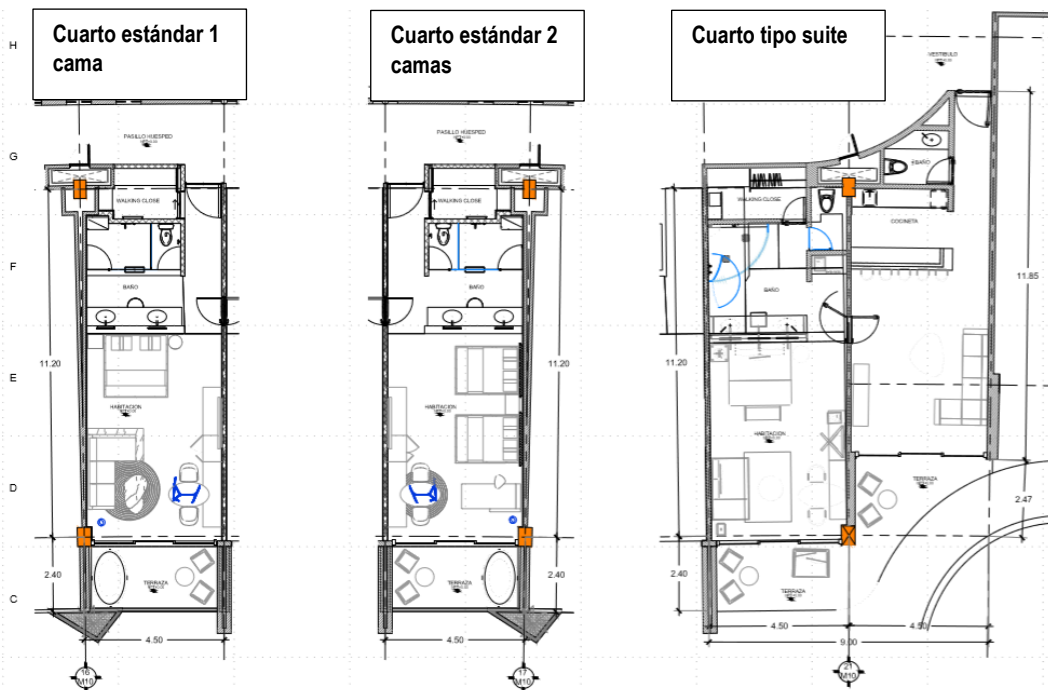 Cuarto estándar 1
cama
Cuarto estándar 2
camas
Cuarto tipo suite
H
G
F
E
D
C
PASILLO HUESPED
WALKING CLOSE
BAÑO
11.20
HABITACION
2.40
TERRAZA
4.50
16
M10
PASILLO HUESPED
WALKING CLOSE
BAÑO
11.20
HABITACION
2.40
TERRAZA
4.50
17
M10
VESTIBULO
BAÑO
WALKING CLOSE
COCINETA
11.85
BAÑO
11.20
HABITACION
TERRAZA
2.47
2.40
TERRAZA
4.50
4.50
9.00
21
M10